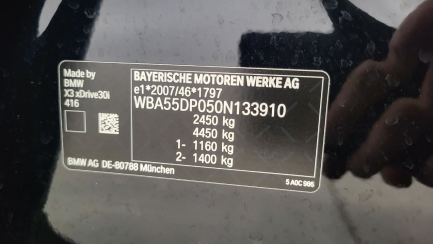 Made by
BMW
X3 xDrive30i
416
BAYERISCHE MOTOREN WERKE AG
e1*2007/46*1797
WBA55DP050N133910
2450 kg
4450 kg
1- 1160 kg
2- 1400 kg
BMW AG DE-80788 München
5 A0C 986